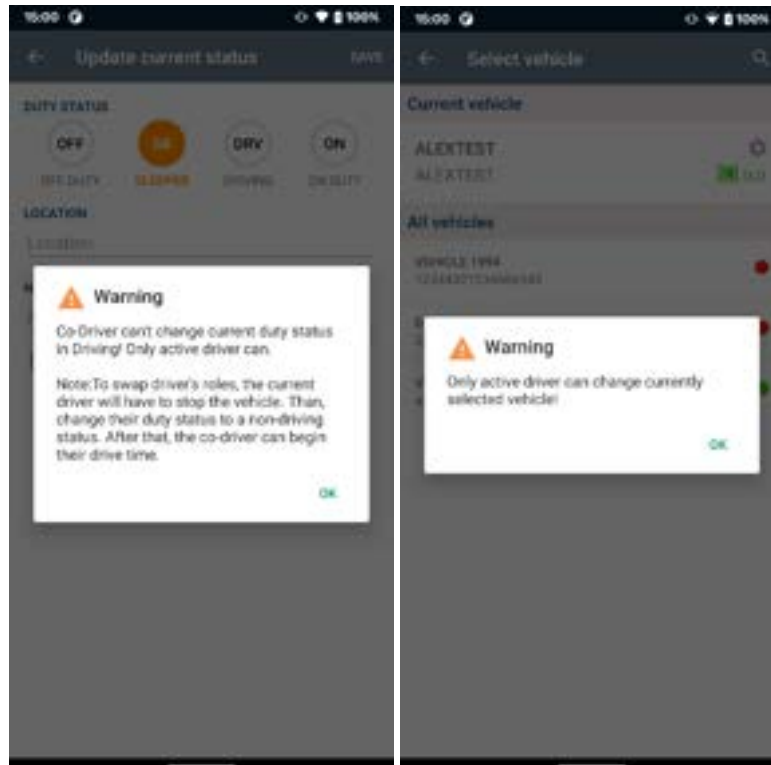 15:00
100%
Update current status
SAVE
DUTY STATUS
OFF
SB
DRV
ON
OFF DUTY
SLEEPER
DRIVING
ON DUTY
LOCATION
Location
Warning
Co-Driver can't change current duty status
in Driving! Only active driver can.
Note:To swap driver's roles, the current
driver will have to stop the vehicle. Than,
change their duty status to a non-driving
status. After that, the co-driver can begin
their drive time.
OK
15:00
100%
Select vehicle
Current vehicle
ALEXTEST
ALEXTEST
All vehicles
VEHICLE 1994
Warning
Only active driver can change currently
selected vehicle!
OK